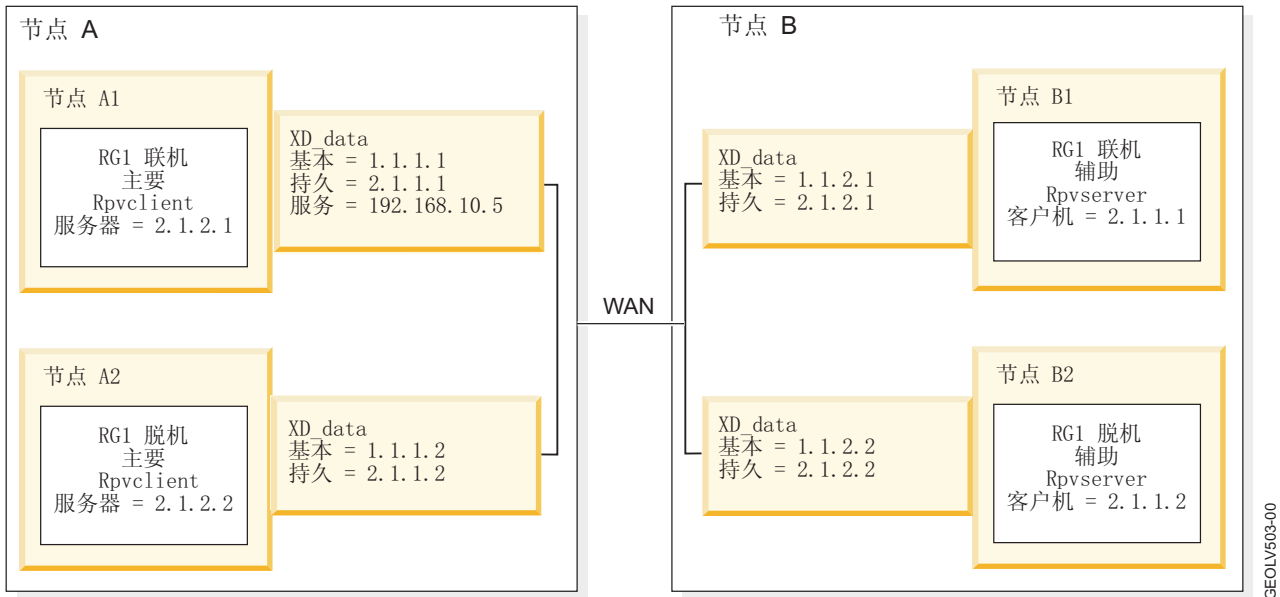 节点 A
节点 A1
RG1 联机
主要
Rpvclient
服务器 = 2.1.2.1
XD_data
基本 = 1.1.1.1
持久 = 2.1.1.1
服务 = 192.168.10.5
节点 A2
RG1 脱机
主要
Rpvclient
服务器 = 2.1.2.2
XD_data
基本 = 1.1.1.2
持久 = 2.1.1.2
WAN
节点 B
XD_data
基本 = 1.1.2.1
持久 = 2.1.2.1
节点 B1
RG1 联机
辅助
Rpvserver
客户机 = 2.1.1.1
XD_data
基本 = 1.1.2.2
持久 = 2.1.2.2
节点 B2
RG1 脱机
辅助
Rpvserver
客户机 = 2.1.1.2
GEOLV503-00